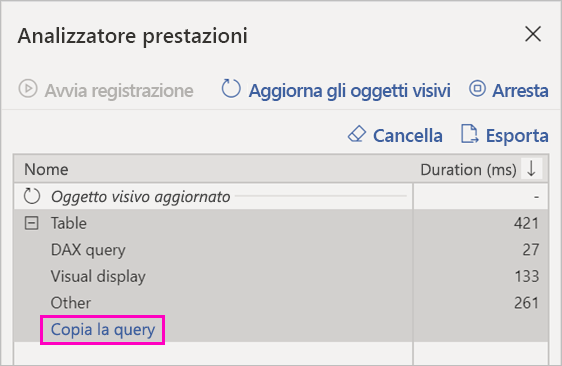 Analizzatore prestazioni
Avvia registrazione Aggiorna gli oggetti visivi Arresta
Cancella Esporta
Nome Duration (ms)
Oggetto visivo aggiornato -
Table 421
DAX query 27
Visual display 133
Other 261
Copia la query